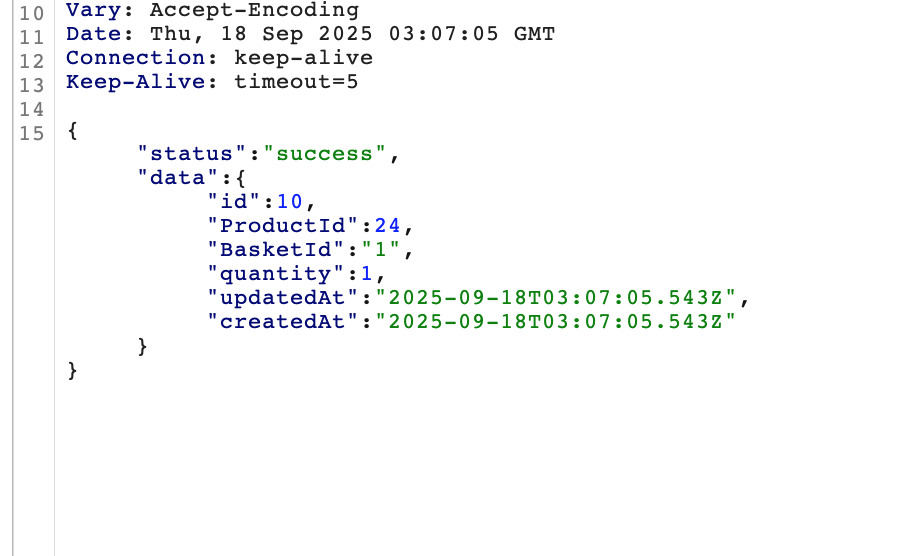 10 Vary: Accept-Encoding
11 Date: Thu, 18 Sep 2025 03:07:05 GMT
12 Connection: keep-alive
13 Keep-Alive: timeout=5
14
15 {
"status":"success",
"data":{
"id":10,
"ProductId":24,
"BasketId":"1",
"quantity":1,
"updatedAt":"2025-09-18T03:07:05.543Z",
"createdAt":"2025-09-18T03:07:05.543Z"
}
}